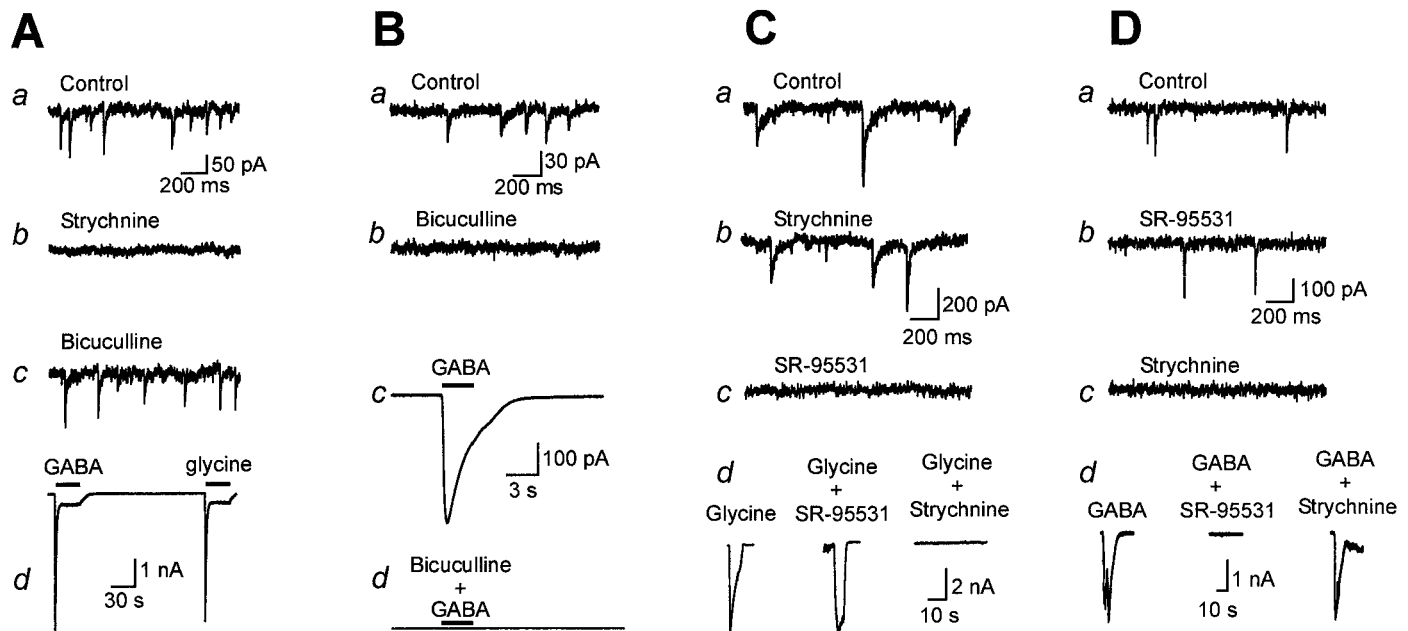 A
a
Control
50 pA
200 ms
b
Strychnine
c
Bicuculline
GABA
glycine
d
1 nA
30 s
B
a
Control
30 pA
200 ms
b
Bicuculline
c
GABA
100 pA
3 s
d
Bicuculline
+
GABA
C
a
Control
b
Strychnine
200 pA
200 ms
c
SR-95531
d
Glycine
Glycine
+
SR-95531
Glycine
+
Strychnine
2 nA
10 s
D
a
Control
b
SR-95531
100 pA
200 ms
c
Strychnine
d
GABA
GABA
+
SR-95531
GABA
+
Strychnine
1 nA
10 s